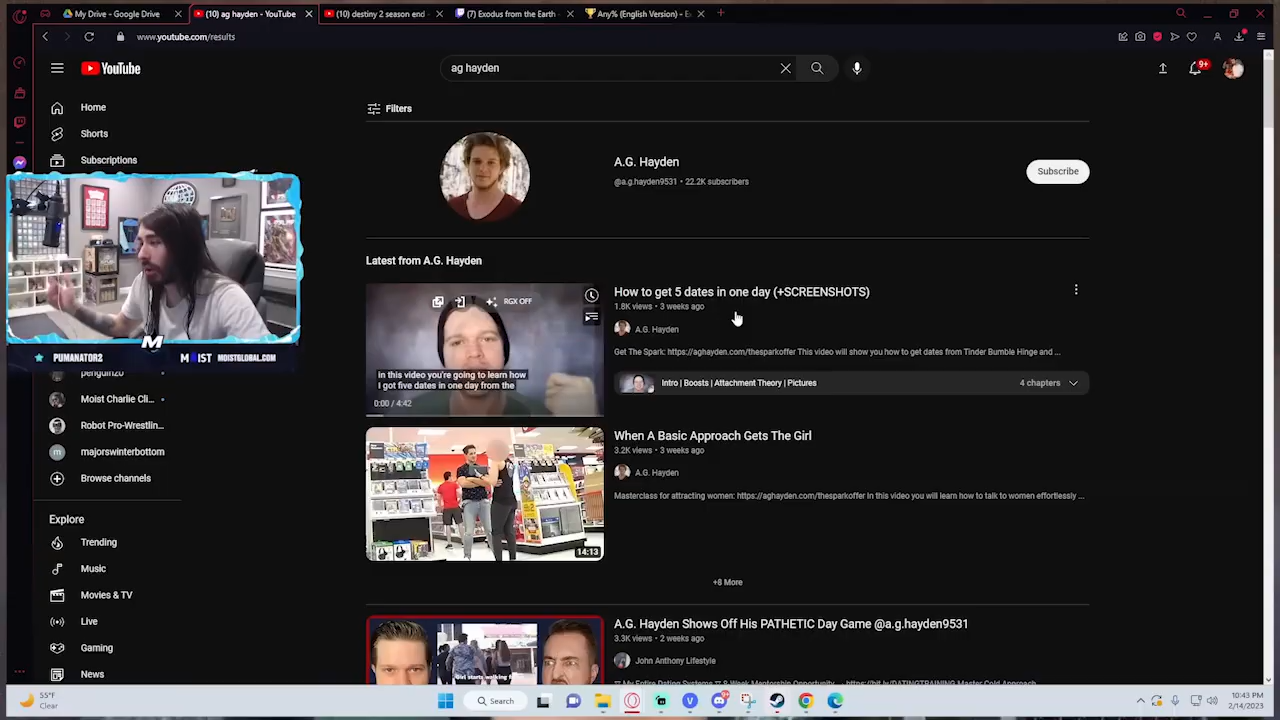 My Drive - Google Drive
(10) ag hayden - YouTube
(10) destiny 2 season end
(7) Exodus from the Earth -
Any% (English Version) - E
www.youtube.com/results
YouTube
ag hayden
9+
Home
Shorts
Subscriptions
Filters
A.G. Hayden
@a.g.hayden9531 • 22.2K subscribers
Subscribe
Latest from A.G. Hayden
RGX OFF
in this video you're going to learn how
I got five dates in one day from the
0:00 / 4:42
How to get 5 dates in one day (+SCREENSHOTS)
1.8K views • 3 weeks ago
A.G. Hayden
Get The Spark: https://aghayden.com/thesparkoffer This video will show you how to get dates from Tinder Bumble Hinge and ...
Intro | Boosts | Attachment Theory | Pictures
4 chapters
M
PUMANATOR2
MOIST MOISTGLOBAL.COM
penguinz0
Moist Charlie Cli...
Robot Pro-Wrestlin...
majorswinterbottom
Browse channels
14:13
When A Basic Approach Gets The Girl
3.2K views • 3 weeks ago
A.G. Hayden
Masterclass for attracting women: https://aghayden.com/thesparkoffer In this video you will learn how to talk to women effortlessly ...
+8 More
Explore
Trending
Music
Movies & TV
Live
Gaming
News
Girl starts walking
A.G. Hayden Shows Off His PATHETIC Day Game @a.g.hayden9531
3.3K views • 2 weeks ago
John Anthony Lifestyle
55°F
Clear
Search
10:43 PM
2/14/2023